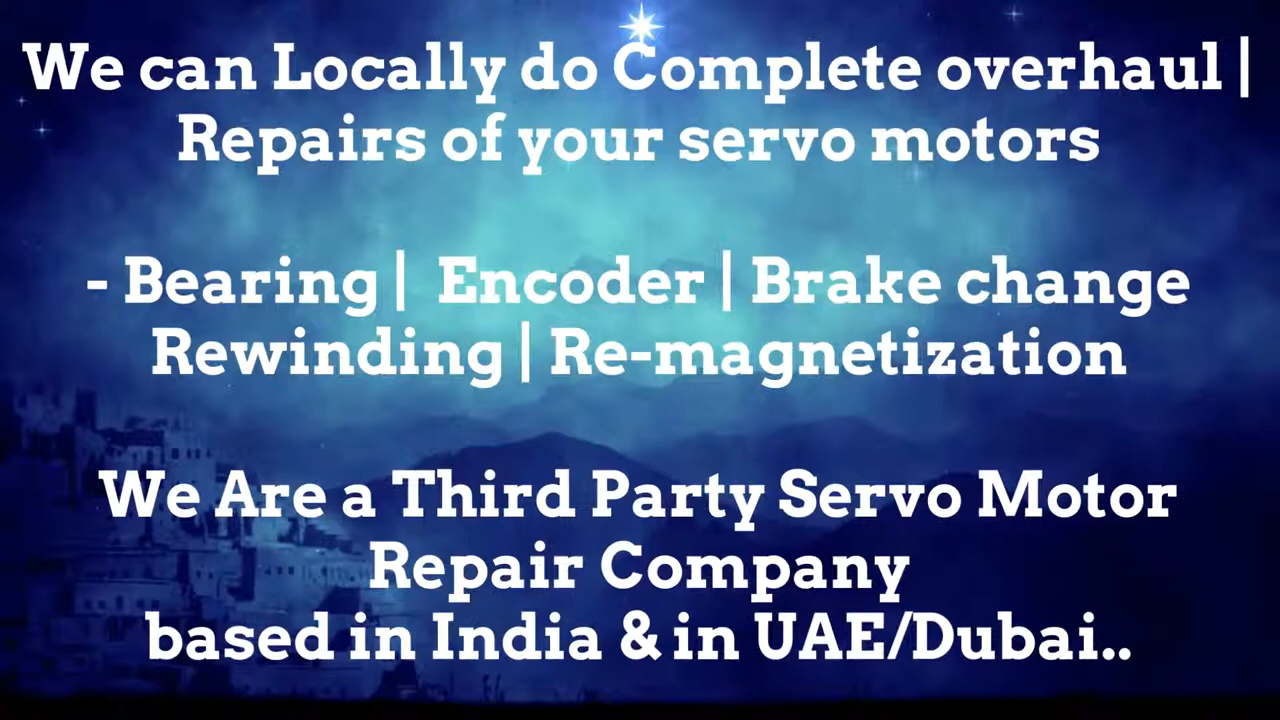 We can Locally do Complete overhaul |
Repairs of your servo motors
- Bearing | Encoder | Brake change
Rewinding | Re-magnetization
We Are a Third Party Servo Motor
Repair Company
based in India & in UAE/Dubai..